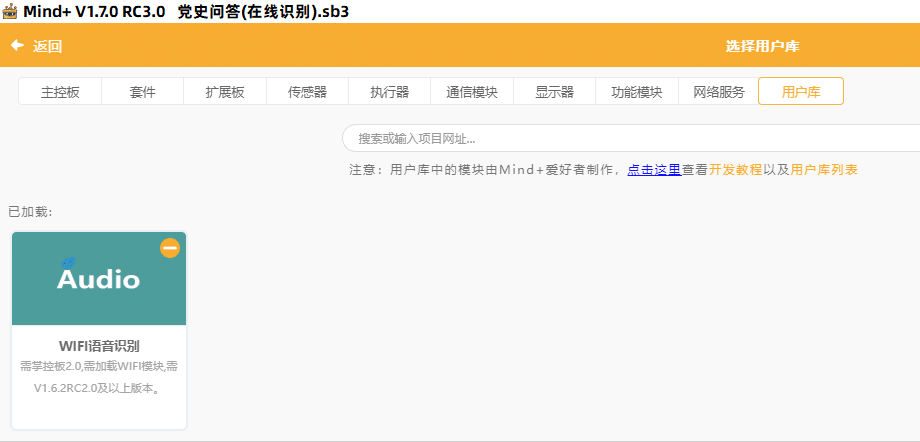 Mind+ V1.7.0 RC3.0 党史问答(在线识别).sb3
返回 选择用户库
主控板 套件 扩展板 传感器 执行器 通信模块 显示器 功能模块 网络服务 用户库
搜索或输入项目网址...
注意：用户库中的模块由Mind+爱好者制作，点击这里查看开发教程以及用户库列表
已加载:
Audio
WIFI语音识别
需掌控板2.0,需加载WIFI模块,需
V1.6.2RC2.0及以上版本。